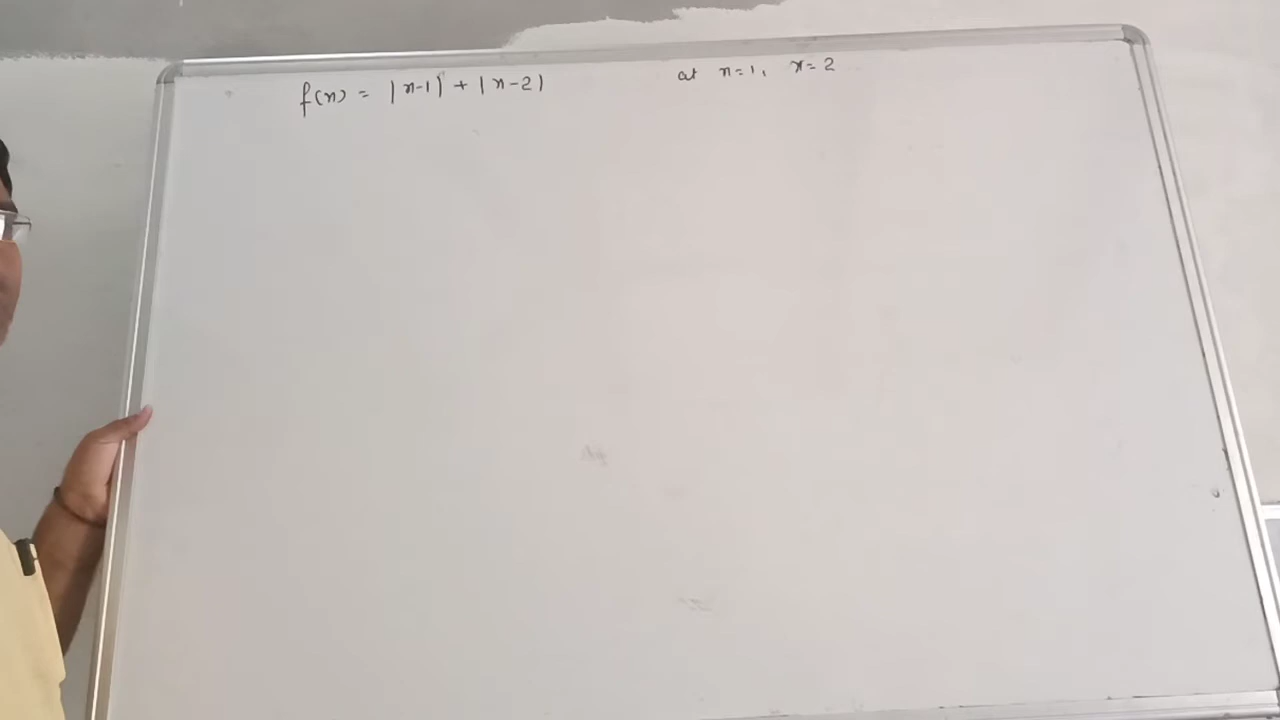 f(x) = |x-1| + |x-2| at x=1, x=2